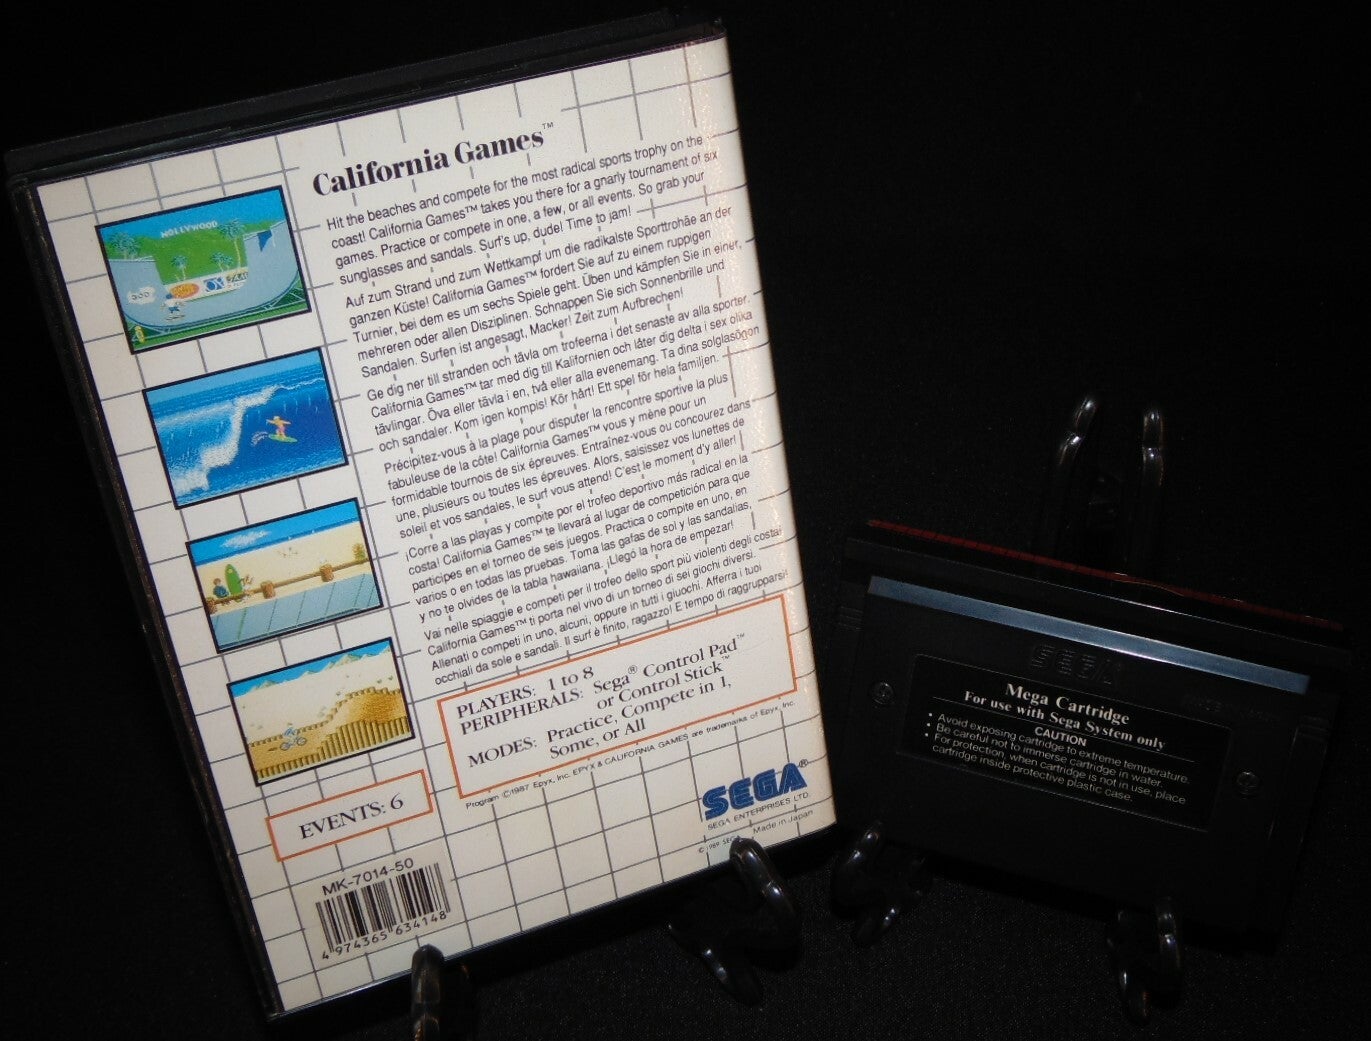 California Games™
Hit the beaches and compete for the most radical sports trophy on the
coast! California Games™ takes you there for a gnarly tournament of six
games. Practice or compete in one, a few, or all events. So grab your
sunglasses and sandals. Surf's up, dude! Time to jam!
Auf zum Strand und zum Wettkampf um die radikalste Sporttrohäe an der
ganzen Küste! California Games™ fordert Sie auf zu einem ruppigen
Turnier, bei dem es um sechs Spiele geht. Üben und kämpfen Sie in einer,
mehreren oder allen Disziplinen. Schnappen Sie sich Sonnenbrille und
Sandalen. Surfen ist angesagt, Macker! Zeit zum Aufbrechen!
Ge dig ner till stranden och tävla om trofeerna i det senaste av alla sporter.
California Games™ tar med dig till Kalifornien och låter dig delta i sex olika
tävlingar. Öva eller tävla i en, två eller alla evenemang. Ta dina solglasögon
och sandaler. Kom igen kompis! Kör hårt! Ett spel för hela familjen.
Précipitez-vous à la plage pour disputer la rencontre sportive la plus
fabuleuse de la côte! California Games™ vous y mène pour un
formidable tournois de six épreuves. Entraînez-vous ou concourez dans
une, plusieurs ou toutes les épreuves. Alors, saisissez vos lunettes de
soleil et vos sandales, le surf vous attend! C'est le moment d'y aller!
¡Corre a las playas y compite por el trofeo deportivo más radical en la
costa! California Games™ te llevará al lugar de competición para que
participes en el torneo de seis juegos. Practica o compite en uno, en
varios o en todas las pruebas. Toma las gafas de sol y las sandalias,
y no te olvides de la tabla hawaiiana. ¡Llegó la hora de empezar!
Vai nelle spiaggie e competi per il trofeo dello sport più violenti degli costa!
California Games™ ti porta nel vivo di un torneo di sei giochi diversi.
Allenati o competi in uno, alcuni, oppure in tutti i giuochi. Afferra i tuoi
occhiali da sole e sandali. Il surf è finito, ragazzo! E tempo di raggrupparsi!
PLAYERS: 1 to 8
PERIPHERALS: Sega® Control Pad™
or Control Stick™
MODES: Practice, Compete in 1,
Some, or All
Program ©1987 Epyx, Inc. EPYX & CALIFORNIA GAMES are trademarks of Epyx, Inc.
HOLLYWOOD
EVENTS: 6
MK-7014-50
4 974365 634148
SEGA®
SEGA ENTERPRISES LTD.
© 1989 SEGA Made in Japan
SEGA
Mega Cartridge
For use with Sega System only
CAUTION
• Avoid exposing cartridge to extreme temperature.
• Be careful not to immerse cartridge in water.
• For protection, when cartridge is not in use, place
cartridge inside protective plastic case.